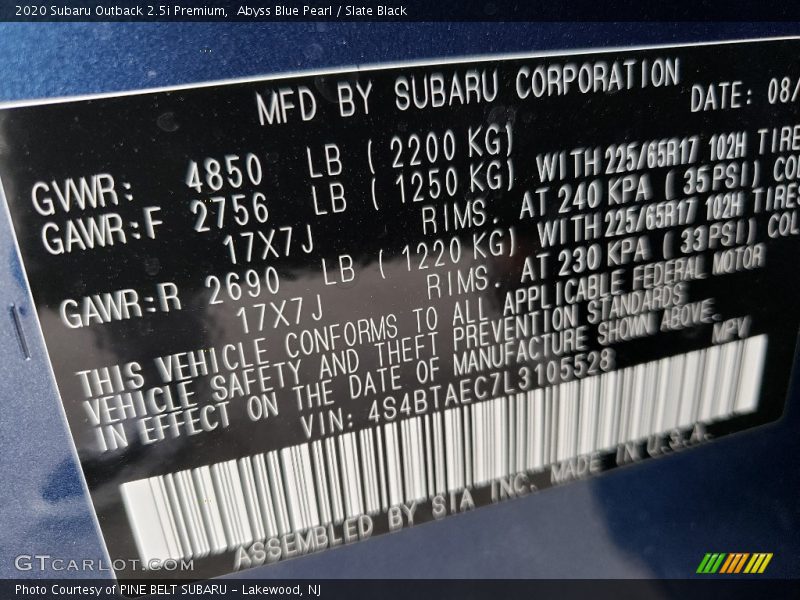 2020 Subaru Outback 2.5i Premium,  Abyss Blue Pearl / Slate Black
MFD BY SUBARU CORPORATION DATE: 08/
GVWR: 4850 LB ( 2200 KG)
GAWR:F 2756 LB ( 1250 KG) WITH 225/65R17 102H TIRE
17X7J RIMS. AT 240 KPA ( 35PSI) COL
GAWR:R 2690 LB ( 1220 KG) WITH 225/65R17 102H TIRES
17X7J RIMS. AT 230 KPA ( 33PSI) COL
THIS VEHICLE CONFORMS TO ALL APPLICABLE FEDERAL MOTOR
VEHICLE SAFETY AND THEFT PREVENTION STANDARDS
IN EFFECT ON THE DATE OF MANUFACTURE SHOWN ABOVE.
VIN: 4S4BTAEC7L3105528 MPV
ASSEMBLED BY SIA INC. MADE IN U.S.A.
GTCARLOT.COM
Photo Courtesy of PINE BELT SUBARU - Lakewood, NJ